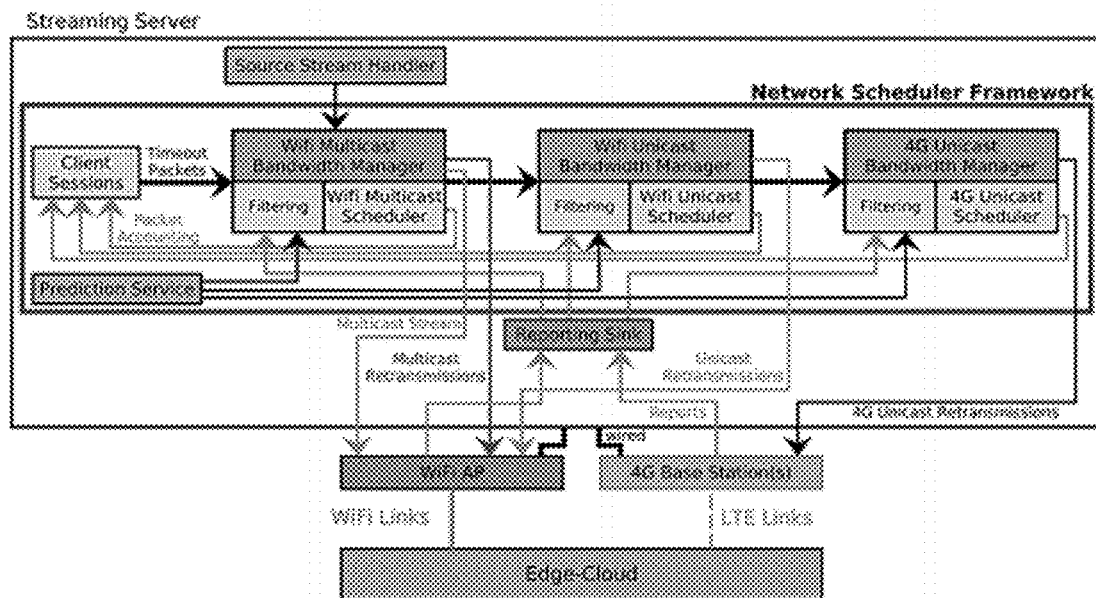 Streaming Server
Source Stream Handler
Network Scheduler Framework
Client
Sessions
Timeout
Packets
Wifi Multicast
Bandwidth Manager
Filtering
Wifi Multicast
Scheduler
Wifi Unicast
Bandwidth Manager
Filtering
Wifi Unicast
Scheduler
4G Unicast
Bandwidth Manager
Filtering
4G Unicast
Scheduler
Packet
Accounting
Prediction Service
Multicast Stream
Reporting Sink
Multicast
Retransmissions
Unicast
Retransmissions
Reports
4G Unicast Retransmissions
wired
WiFi AP
4G Base Station(s)
WiFi Links
LTE Links
Edge-Cloud